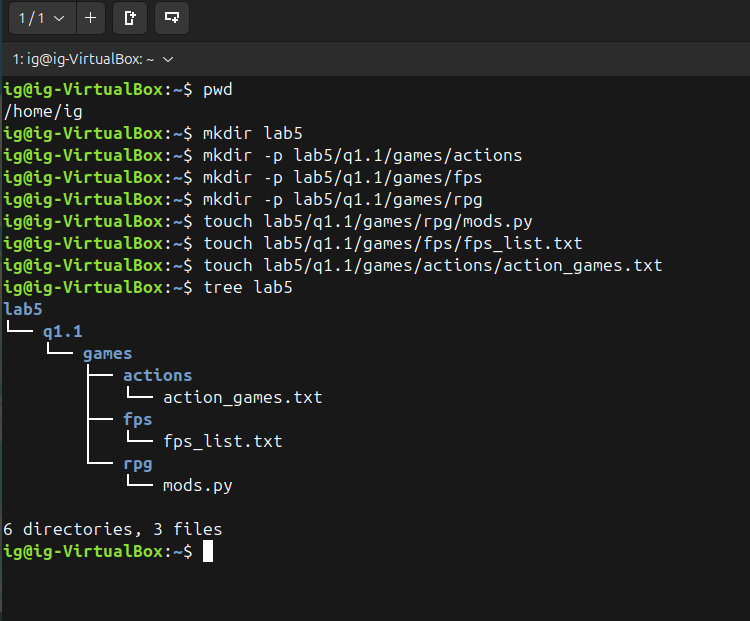 1 / 1
1: ig@ig-VirtualBox: ~
ig@ig-VirtualBox:~$ pwd
/home/ig
ig@ig-VirtualBox:~$ mkdir lab5
ig@ig-VirtualBox:~$ mkdir -p lab5/q1.1/games/actions
ig@ig-VirtualBox:~$ mkdir -p lab5/q1.1/games/fps
ig@ig-VirtualBox:~$ mkdir -p lab5/q1.1/games/rpg
ig@ig-VirtualBox:~$ touch lab5/q1.1/games/rpg/mods.py
ig@ig-VirtualBox:~$ touch lab5/q1.1/games/fps/fps_list.txt
ig@ig-VirtualBox:~$ touch lab5/q1.1/games/actions/action_games.txt
ig@ig-VirtualBox:~$ tree lab5
lab5
└── q1.1
    └── games
        ├── actions
        │   └── action_games.txt
        ├── fps
        │   └── fps_list.txt
        └── rpg
            └── mods.py

6 directories, 3 files
ig@ig-VirtualBox:~$